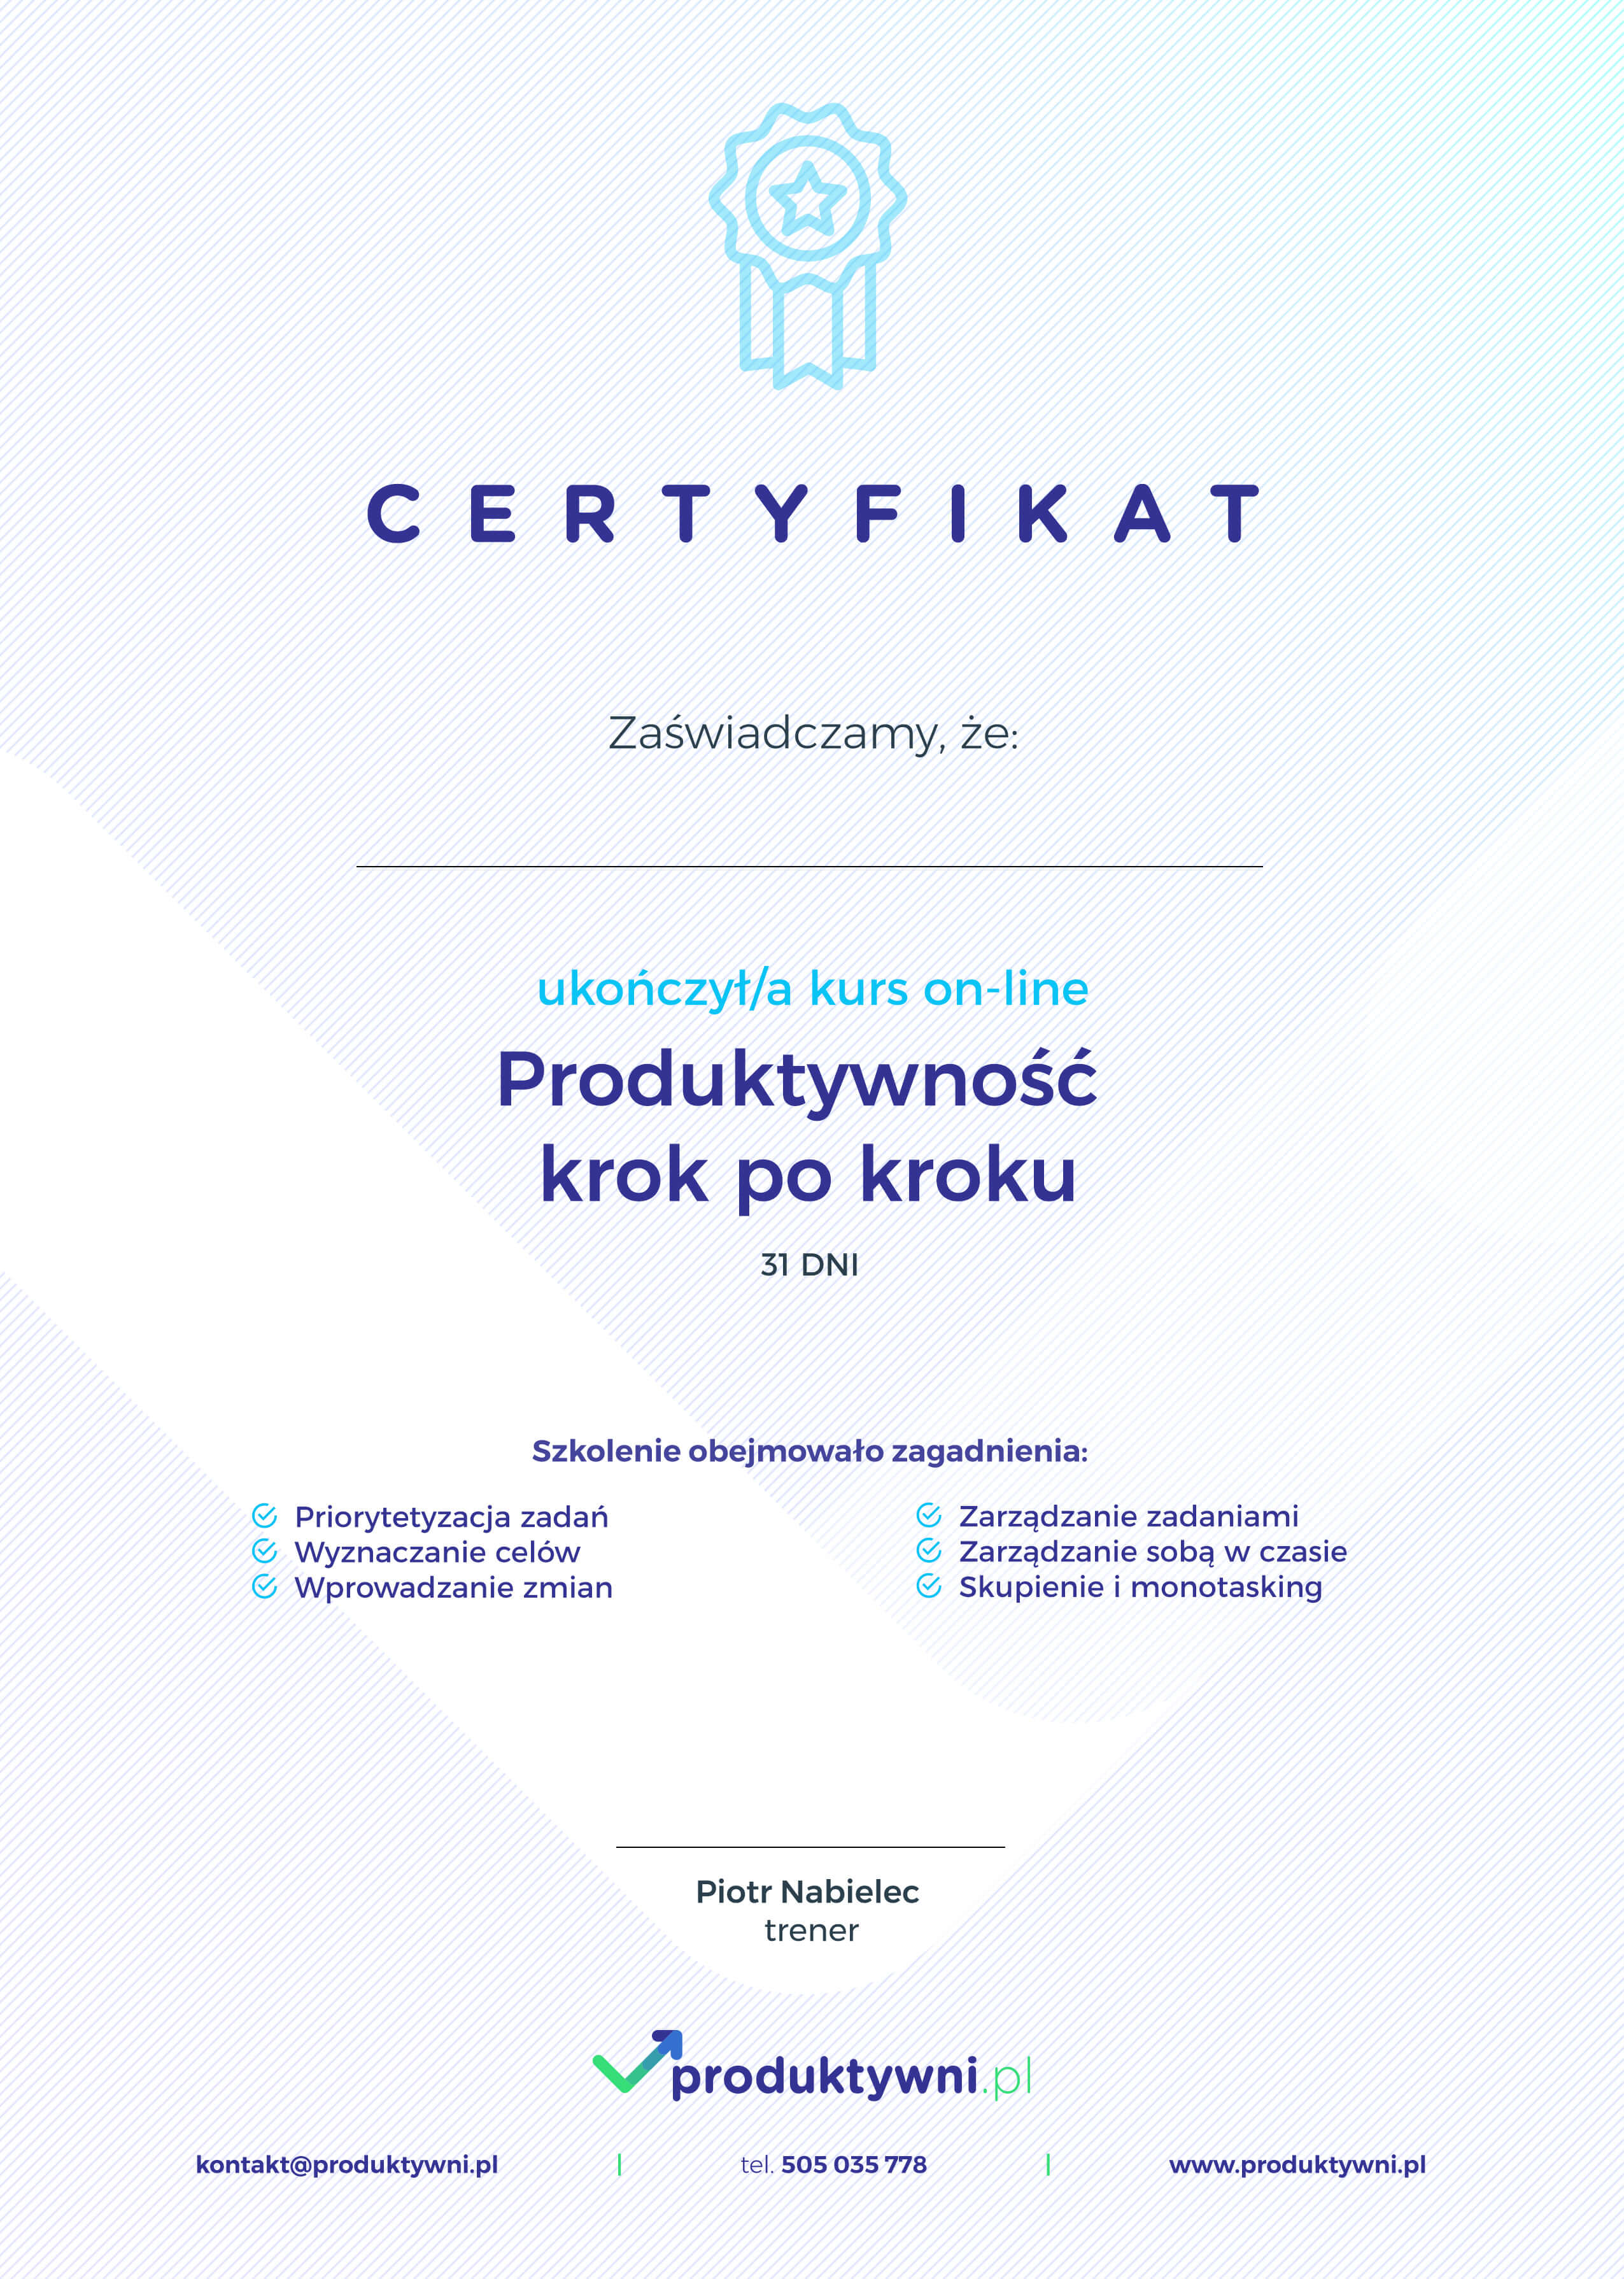 CERTYFIKAT
Zaświadczamy, że:
ukończył/a kurs on-line
Produktywność
krok po kroku
31 DNI
Szkolenie obejmowało zagadnienia:
Priorytetyzacja zadań
Wyznaczanie celów
Wprowadzanie zmian
Zarządzanie zadaniami
Zarządzanie sobą w czasie
Skupienie i monotasking
Piotr Nabielec
trener
produktywni.pl
kontakt@produktywni.pl | tel. 505 035 778 | www.produktywni.pl